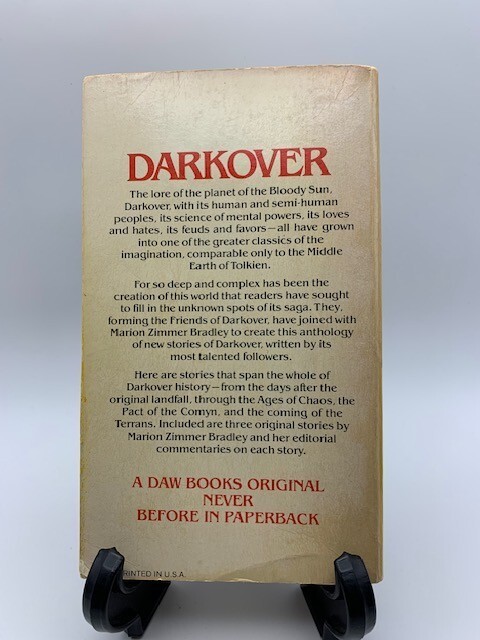 DARKOVER
The lore of the planet of the Bloody Sun,
Darkover, with its human and semi-human
peoples, its science of mental powers, its loves
and hates, its feuds and favors—all have grown
into one of the greater classics of the
imagination, comparable only to the Middle
Earth of Tolkien.
For so deep and complex has been the
creation of this world that readers have sought
to fill in the unknown spots of its saga. They,
forming the Friends of Darkover, have joined with
Marion Zimmer Bradley to create this anthology
of new stories of Darkover, written by its
most talented followers.
Here are stories that span the whole of
Darkover history—from the days after the
original landfall, through the Ages of Chaos, the
Pact of the Comyn, and the coming of the
Terrans. Included are three original stories by
Marion Zimmer Bradley and her editorial
commentaries on each story.
A DAW BOOKS ORIGINAL
NEVER
BEFORE IN PAPERBACK
RINTED IN U.S.A.